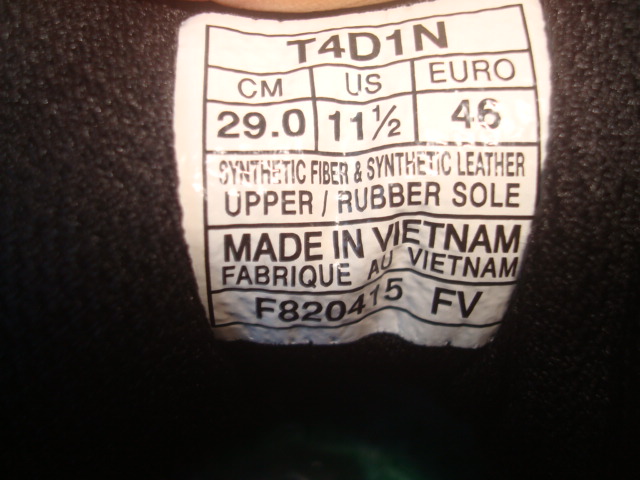 T4D1N
CM US EURO
29.0 11½ 46
SYNTHETIC FIBER & SYNTHETIC LEATHER
UPPER / RUBBER SOLE
MADE IN VIETNAM
FABRIQUE AU VIETNAM
F820415 FV